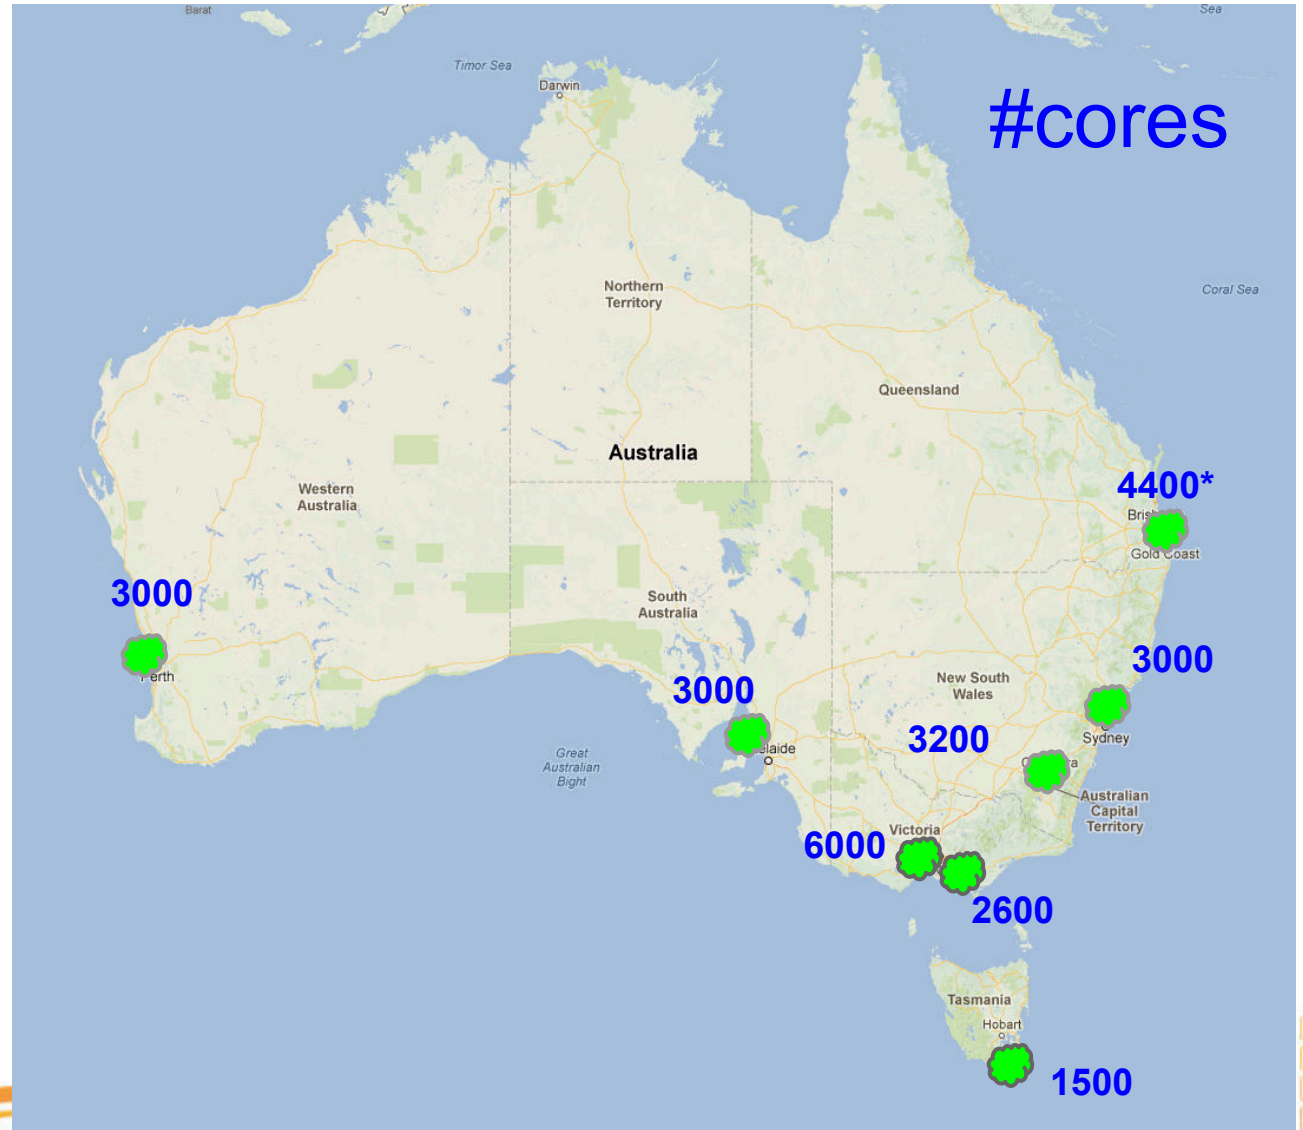 Barat
Sea
Timor Sea
Darwin
#cores
Northern
Territory
Coral Sea
Queensland
Australia
Western
Australia
4400*
Gold Coast
3000
South
Australia
3000
3000
New South
Wales
3200
Sydney
Great
Australian
Bight
Australian
Capital
Territory
Victoria
6000
2600
Tasmania
Hobart
1500